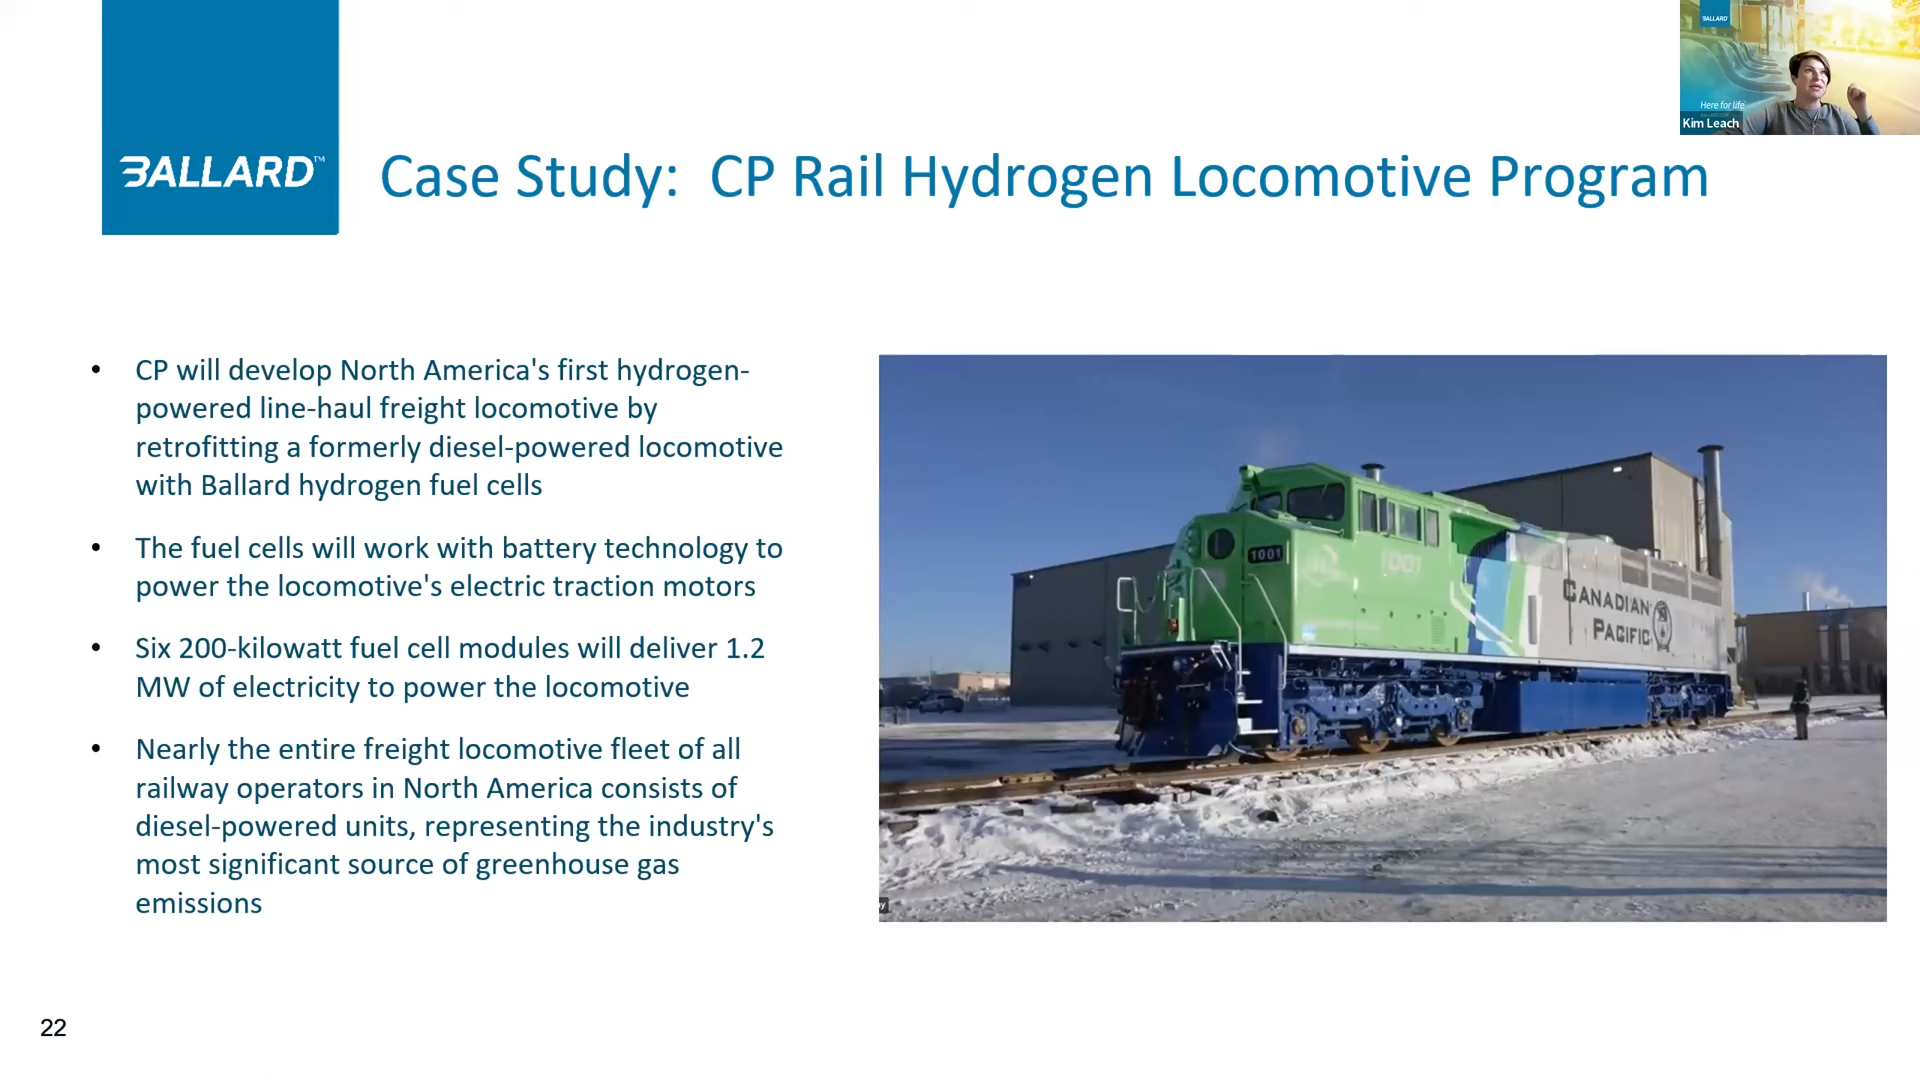 BALLARD™
Case Study: CP Rail Hydrogen Locomotive Program
BALLARD
Here for life
Kim Leach
• CP will develop North America's first hydrogen-
powered line-haul freight locomotive by
retrofitting a formerly diesel-powered locomotive
with Ballard hydrogen fuel cells
• The fuel cells will work with battery technology to
power the locomotive's electric traction motors
• Six 200-kilowatt fuel cell modules will deliver 1.2
MW of electricity to power the locomotive
• Nearly the entire freight locomotive fleet of all
railway operators in North America consists of
diesel-powered units, representing the industry's
most significant source of greenhouse gas
emissions
1001
1001
CANADIAN
PACIFIC
22